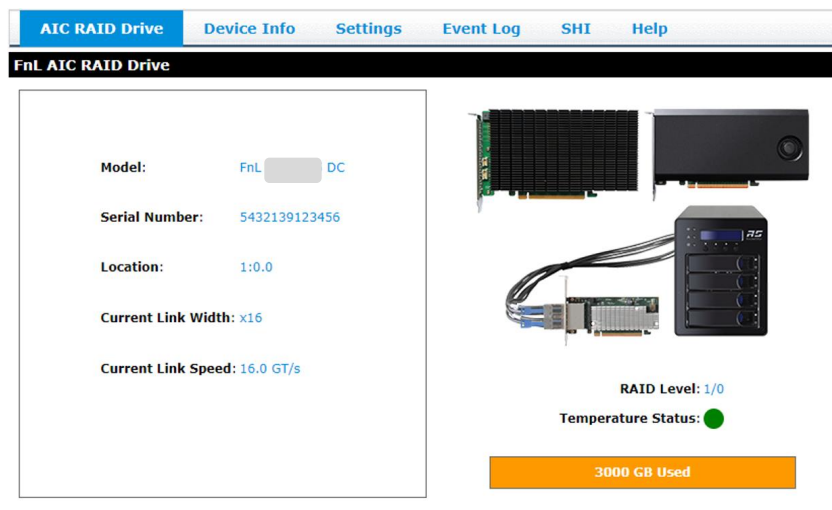 AIC RAID Drive Device Info Settings Event Log SHI Help
FnL AIC RAID Drive
Model: FnL DC
Serial Number: 5432139123456
Location: 1:0.0
Current Link Width: x16
Current Link Speed: 16.0 GT/s
RS
RAID Level: 1/0
Temperature Status:
3000 GB Used